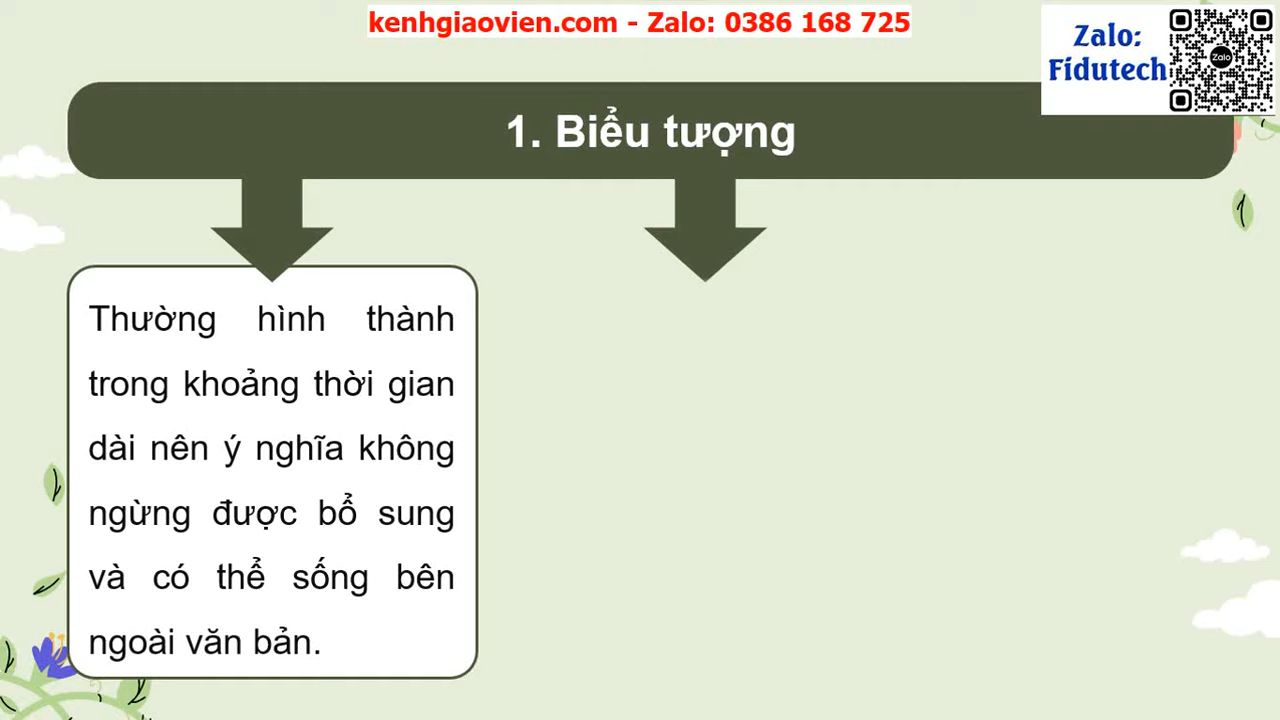 kenhgiaovien.com - Zalo: 0386 168 725
Zalo:
Fidutech
Zalo
1. Biểu tượng
Thường hình thành
trong khoảng thời gian
dài nên ý nghĩa không
ngừng được bổ sung
và có thể sống bên
ngoài văn bản.